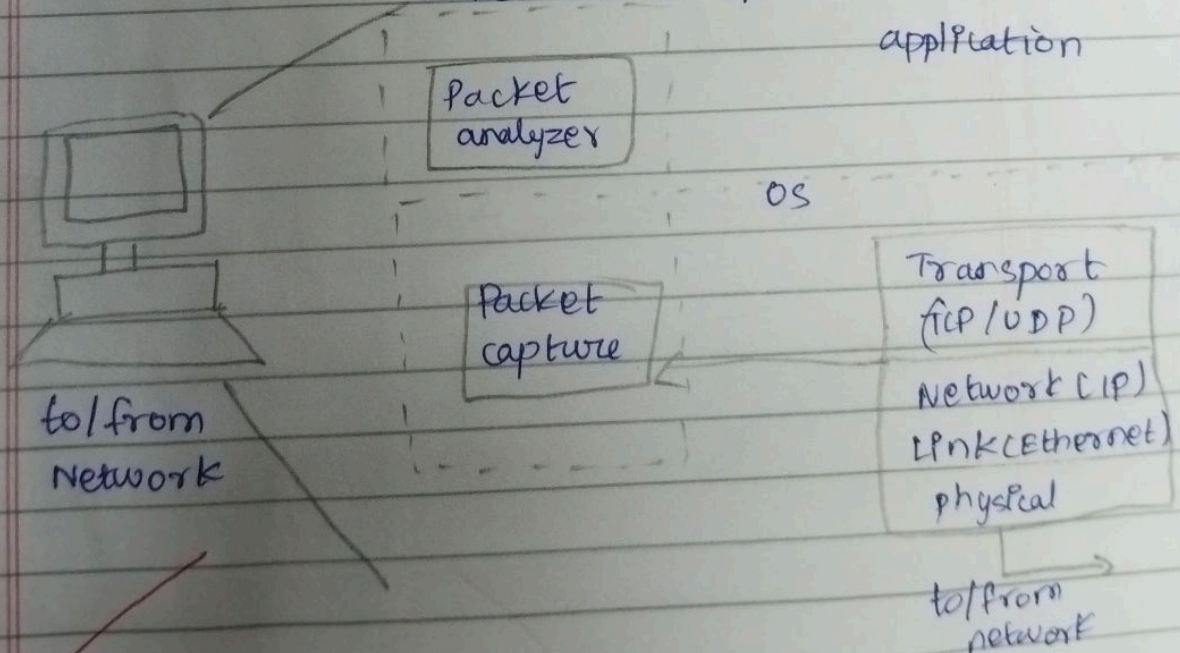 application
Packet
analyzer
OS
Packet
capture
Transport
(TCP/UDP)
Network (IP)
Link (Ethernet)
physical
to/from
Network
to/from
network